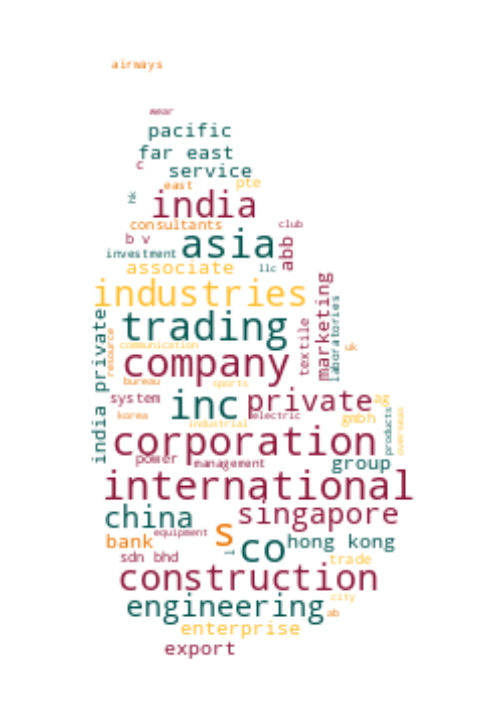 airways
wear
pacific
far east
c
service
east
pte
hk
india
consultants
club
b v
asia
abb
investment
associate
llc
industries
marketing
laboratories
trading
textile
india private
resource
communication
uk
company
bureau
sports
system
inc
private
ag
korea
electric
gmbh
products
overseas
industrial
corporation
power
management
group
international
china
singapore
s
equipment
bank
co
hong kong
l
sdn bhd
trade
construction
city
engineering
ab
enterprise
export